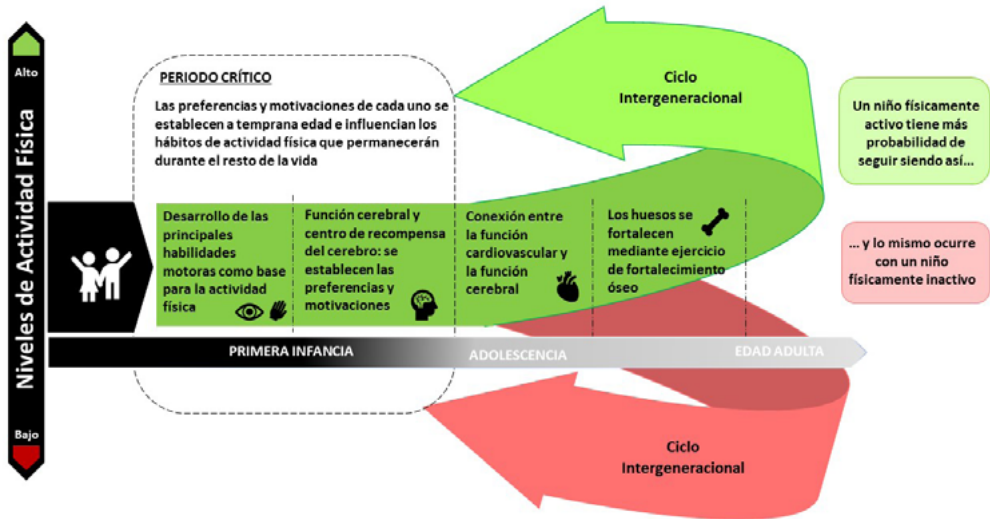 Niveles de Actividad Física
Alto
Bajo
PERIODO CRÍTICO
Las preferencias y motivaciones de cada uno se
establecen a temprana edad e influencian los
hábitos de actividad física que permanecerán
durante el resto de la vida
Desarrollo de las
principales
habilidades
motoras como base
para la actividad
física
Función cerebral y
centro de recompensa
del cerebro: se
establecen las
preferencias y
motivaciones
Conexión entre
la función
cardiovascular y
la función
cerebral
Los huesos se
fortalecen
mediante ejercicio
de fortalecimiento
óseo
PRIMERA INFANCIA
ADOLESCENCIA
EDAD ADULTA
Ciclo
Intergeneracional
Ciclo
Intergeneracional
Un niño físicamente
activo tiene más
probabilidad de
seguir siendo así...
... y lo mismo ocurre
con un niño
físicamente inactivo